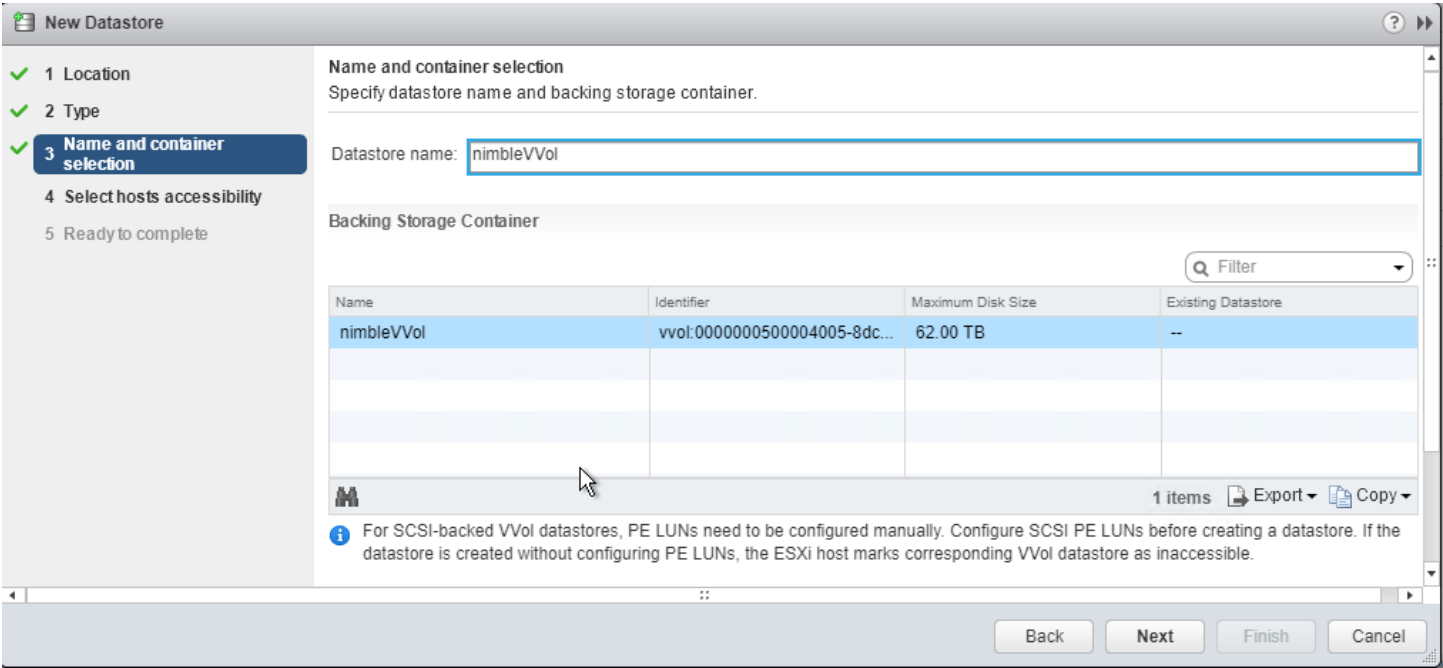 New Datastore
1 Location
2 Type
3 Name and container
selection
4 Select hosts accessibility
5 Ready to complete
Name and container selection
Specify datastore name and backing storage container.
Datastore name: nimbleVVol
Backing Storage Container
Filter
Name Identifier Maximum Disk Size Existing Datastore
nimbleVVol vvol:0000000500004005-8dc... 62.00 TB --
1 items Export Copy
For SCSI-backed VVol datastores, PE LUNs need to be configured manually. Configure SCSI PE LUNs before creating a datastore. If the
datastore is created without configuring PE LUNs, the ESXi host marks corresponding VVol datastore as inaccessible.
Back Next Finish Cancel